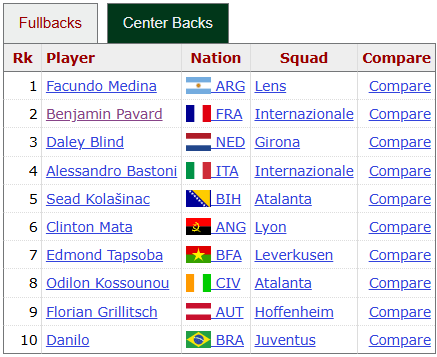 Fullbacks Center Backs
Rk Player Nation Squad Compare
1 Facundo Medina ARG Lens Compare
2 Benjamin Pavard FRA Internazionale Compare
3 Daley Blind NED Girona Compare
4 Alessandro Bastoni ITA Internazionale Compare
5 Sead Kolašinac BIH Atalanta Compare
6 Clinton Mata ANG Lyon Compare
7 Edmond Tapsoba BFA Leverkusen Compare
8 Odilon Kossounou CIV Atalanta Compare
9 Florian Grillitsch AUT Hoffenheim Compare
10 Danilo BRA Juventus Compare